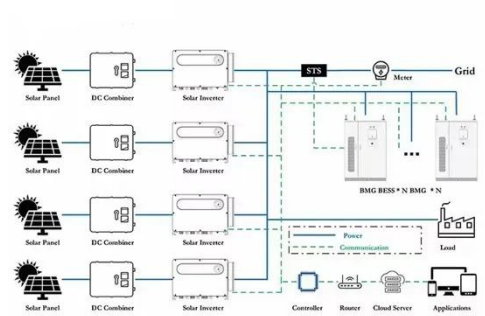 STS
Grid
Meter
Solar Panel DC Combiner Solar Inverter
Solar Panel DC Combiner Solar Inverter
BMG BESS * N BMG * N
Solar Panel DC Combiner Solar Inverter
Power
Communication
Load
Solar Panel DC Combiner Solar Inverter
Controller Router Cloud Server Applications